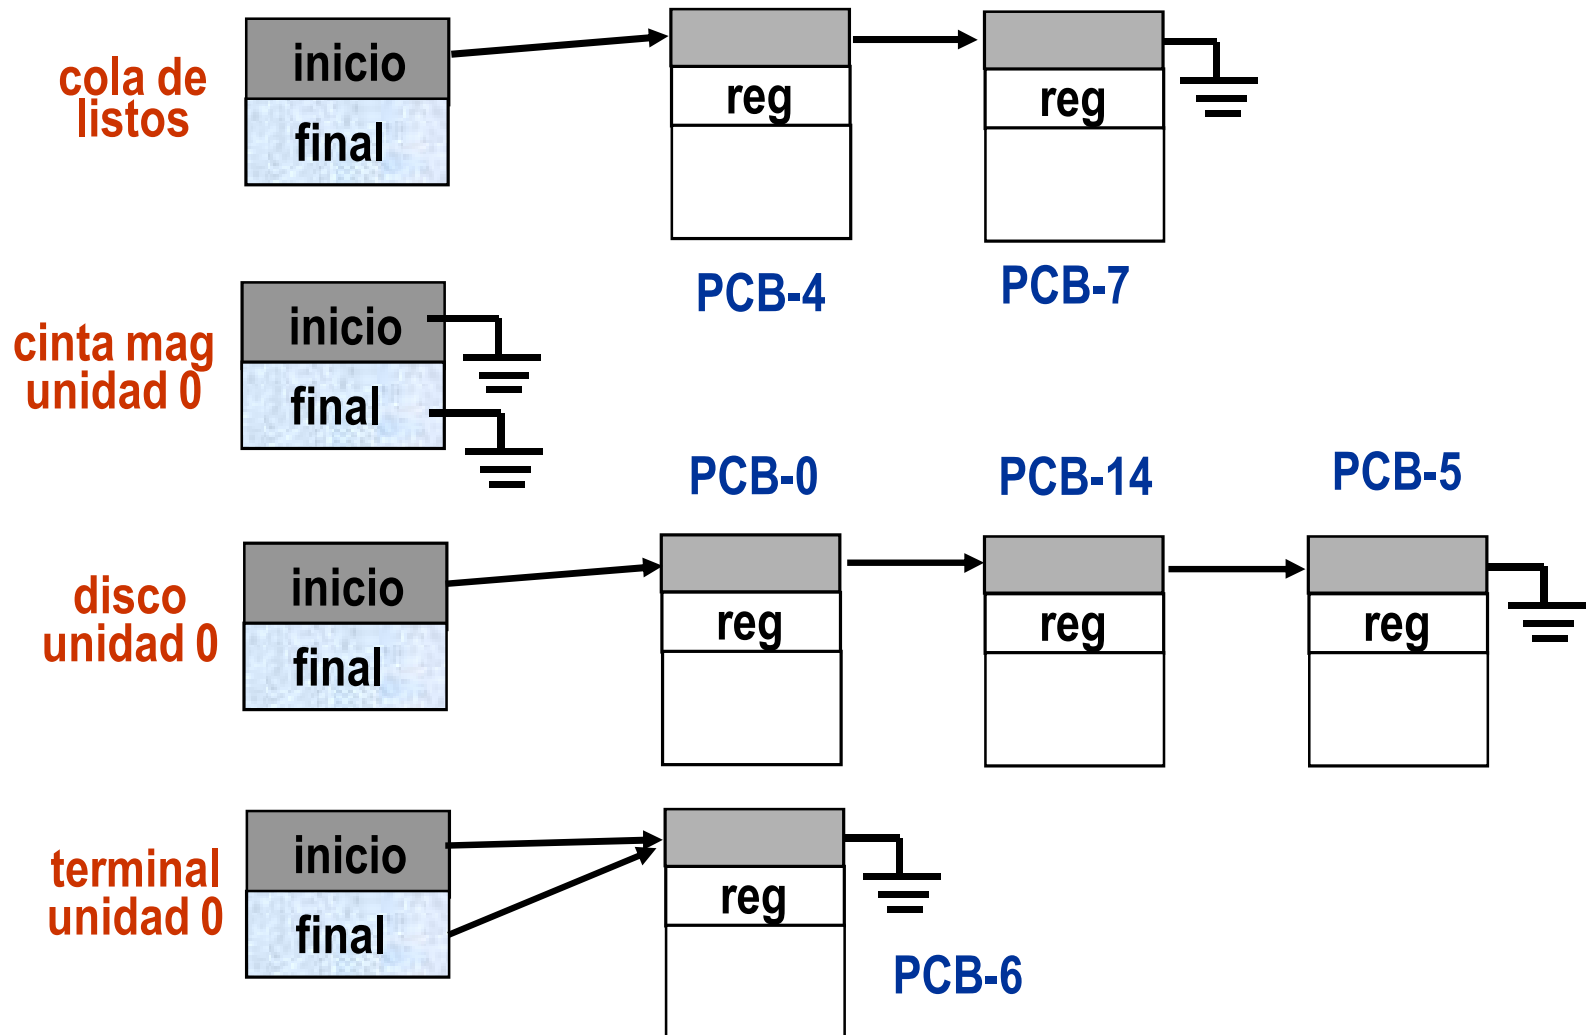 cola de
listos
inicio
final
reg
reg
PCB-4
PCB-7
cinta mag
unidad 0
inicio
final
PCB-0
PCB-14
PCB-5
disco
unidad 0
inicio
final
reg
reg
reg
terminal
unidad 0
inicio
final
reg
PCB-6